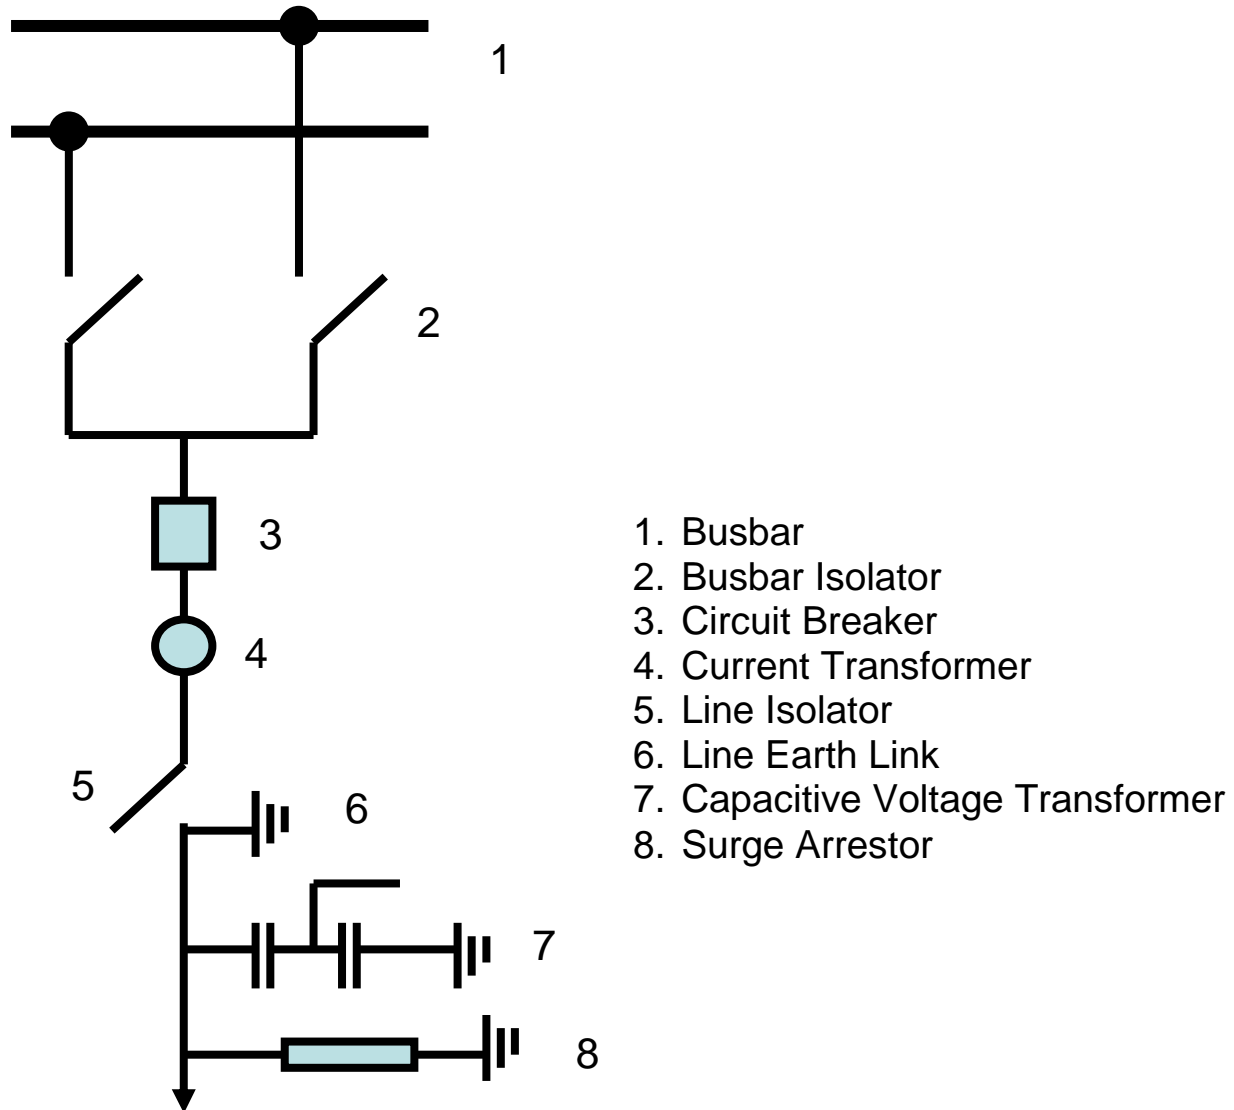 1
2
3
4
5
6
7
8
1. Busbar
2. Busbar Isolator
3. Circuit Breaker
4. Current Transformer
5. Line Isolator
6. Line Earth Link
7. Capacitive Voltage Transformer
8. Surge Arrestor